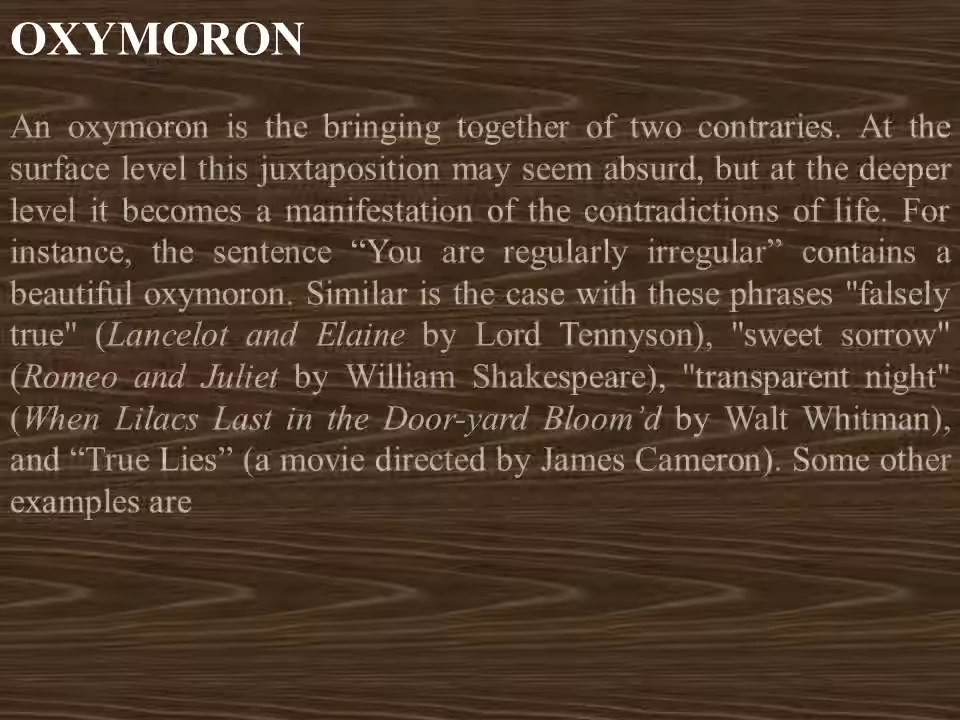 OXYMORON
An oxymoron is the bringing together of two contraries. At the
surface level this juxtaposition may seem absurd, but at the deeper
level it becomes a manifestation of the contradictions of life. For
instance, the sentence “You are regularly irregular” contains a
beautiful oxymoron. Similar is the case with these phrases "falsely
true" (Lancelot and Elaine by Lord Tennyson), "sweet sorrow"
(Romeo and Juliet by William Shakespeare), "transparent night"
(When Lilacs Last in the Door-yard Bloom’d by Walt Whitman),
and “True Lies” (a movie directed by James Cameron). Some other
examples are